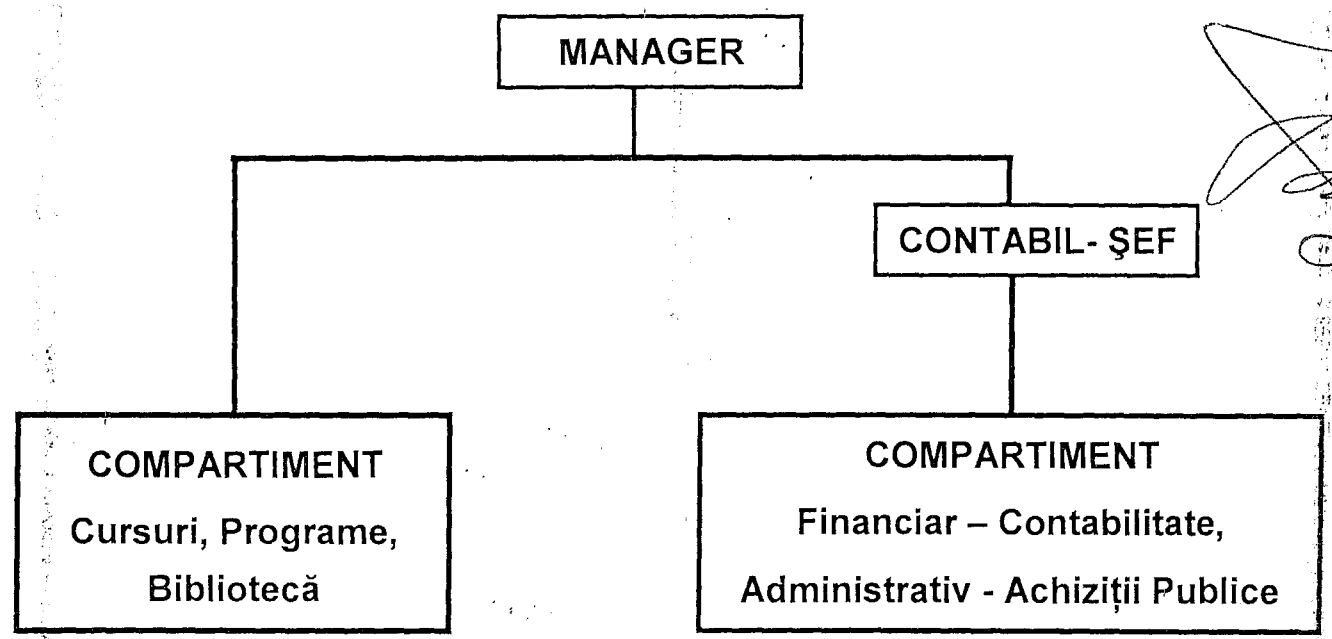 MANAGER
CONTABIL- ŞEF
COMPARTIMENT
Cursuri, Programe,
Bibliotecă
COMPARTIMENT
Financiar – Contabilitate,
Administrativ - Achiziții Publice